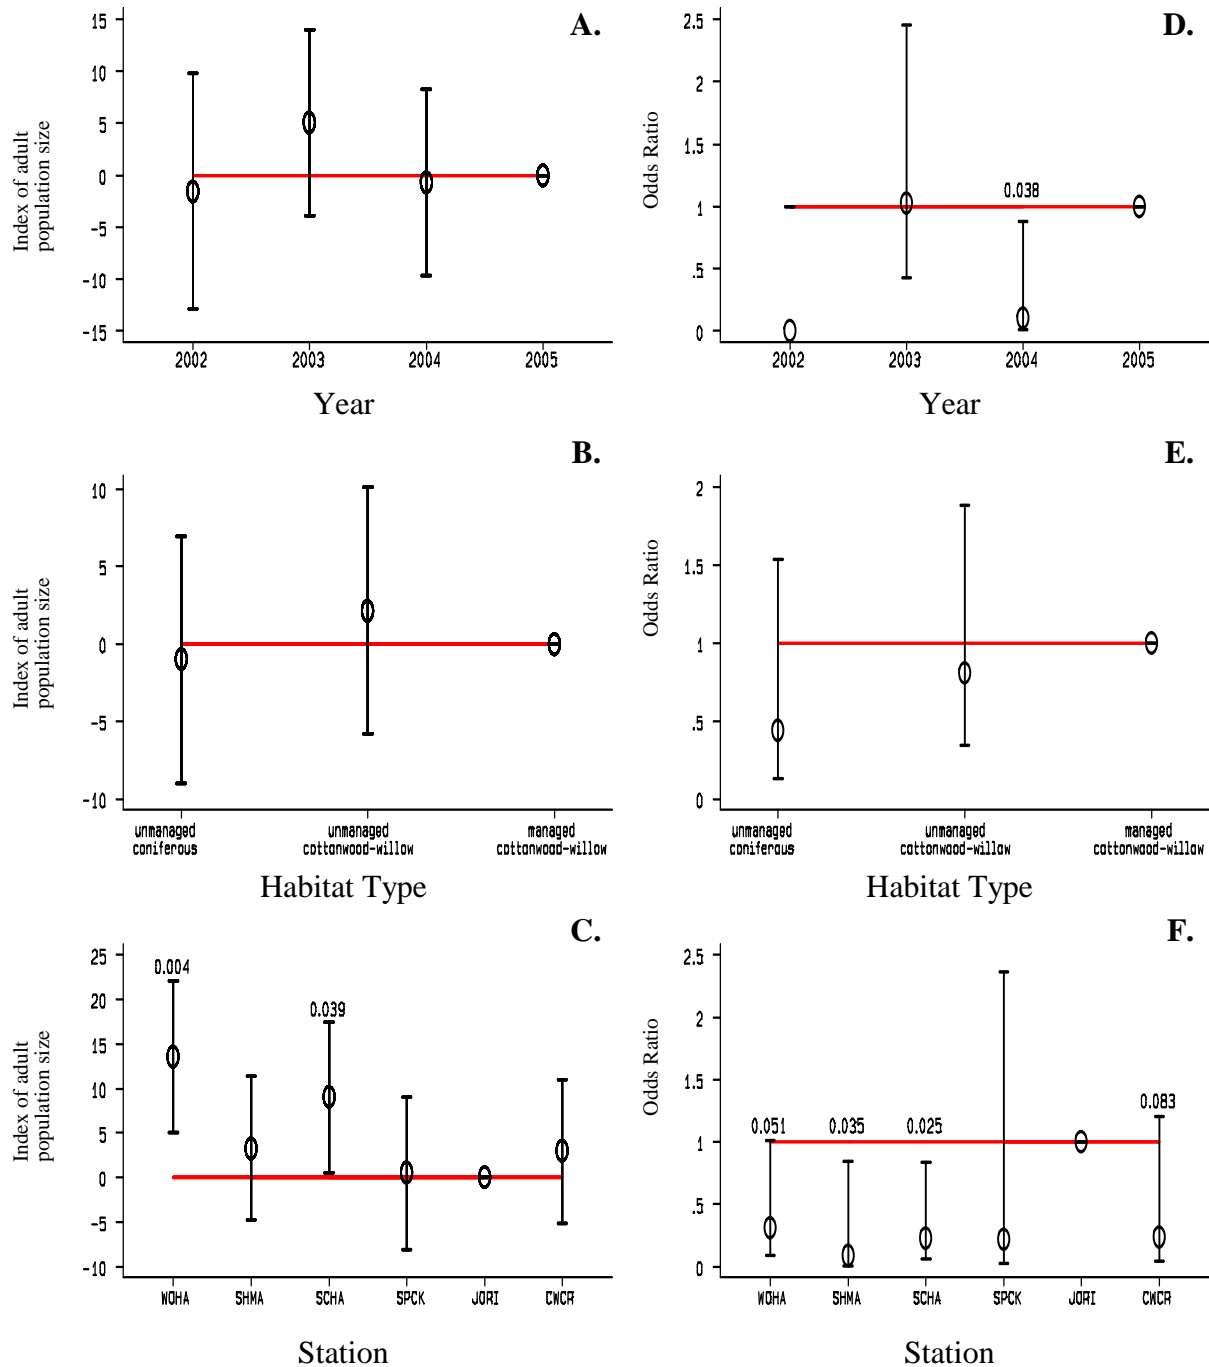 A.
15
10
5
0
-5
-10
-15
Index of adult
population size
2002 2003 2004 2005
Year
D.
2.5
2
1.5
1
.5
0
Odds Ratio
0.038
2002 2003 2004 2005
Year
B.
10
5
0
-5
-10
Index of adult
population size
unmanaged unmanaged managed
coniferous cottonwood-willow cottonwood-willow
Habitat Type
E.
2
1.5
1
.5
0
Odds Ratio
unmanaged unmanaged managed
coniferous cottonwood-willow cottonwood-willow
Habitat Type
C.
25
20
15
10
5
0
-5
-10
Index of adult
population size
0.004
0.039
WOHA SHMA SCHA SPCK JORI CWCR
Station
F.
2.5
2
1.5
1
.5
0
Odds Ratio
0.051 0.035 0.025 0.083
WOHA SHMA SCHA SPCK JORI CWCR
Station